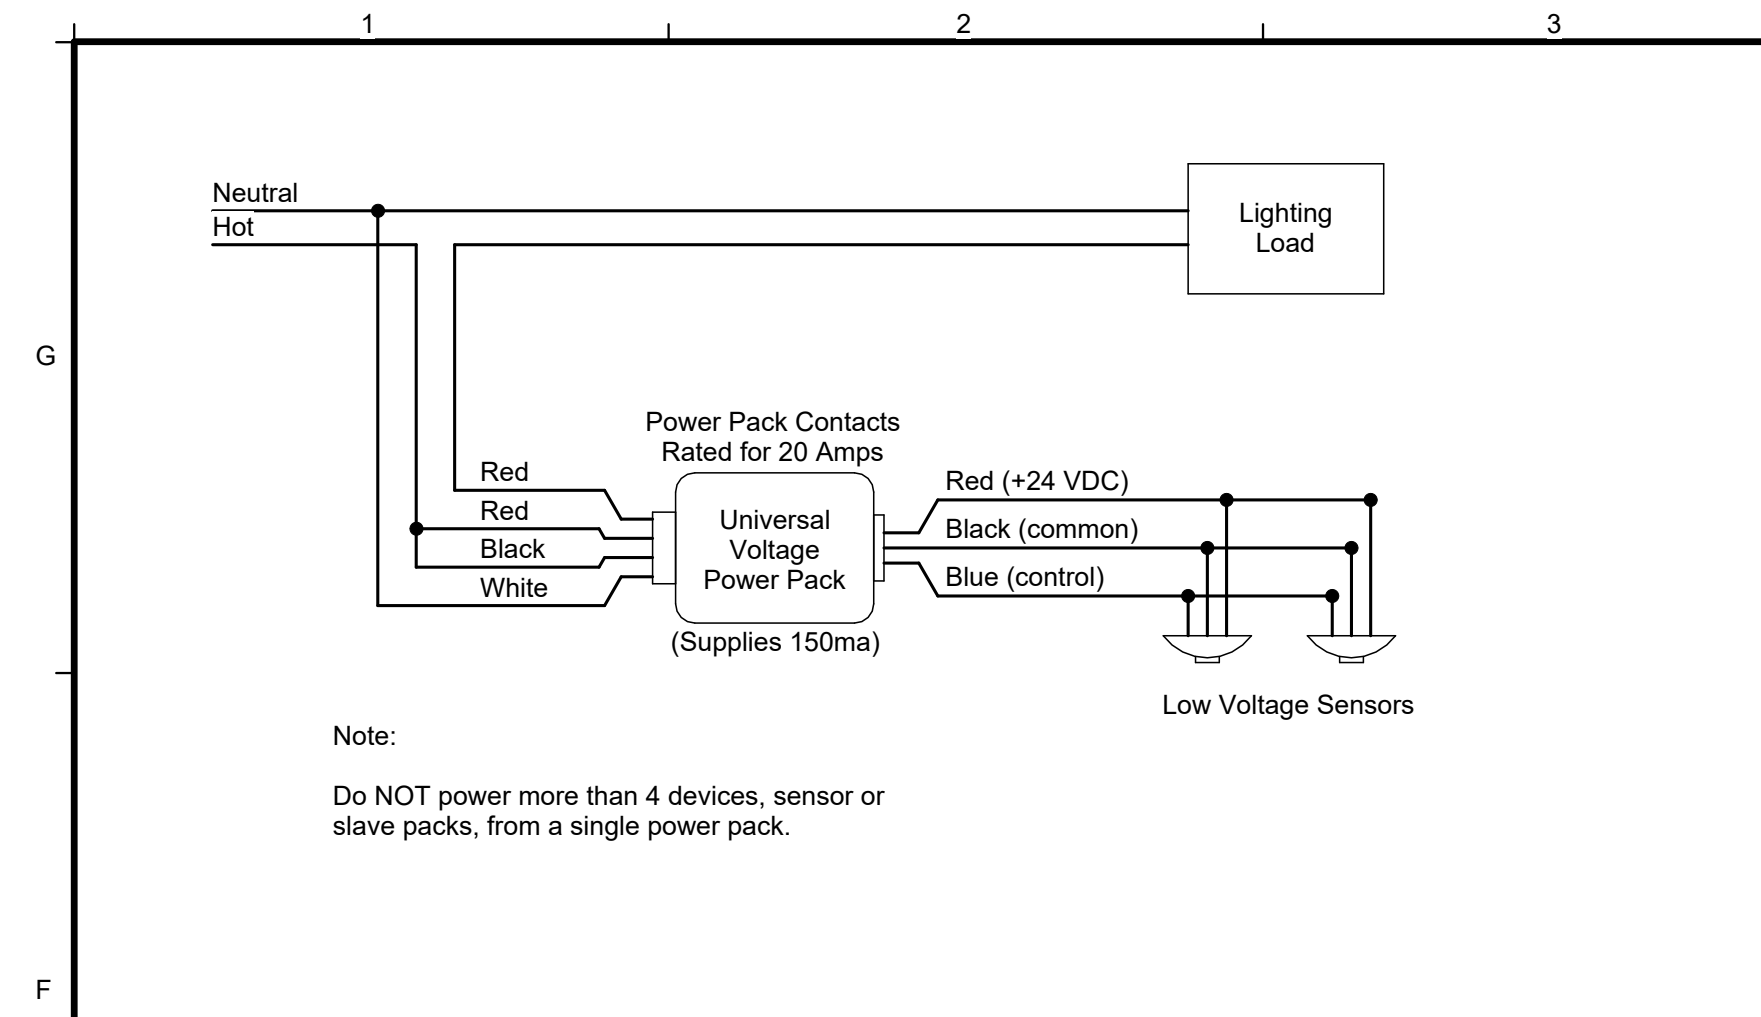 1
2
3
Neutral
Hot
Lighting
Load
G
Power Pack Contacts
Rated for 20 Amps
Red
Red
Black
White
Universal
Voltage
Power Pack
(Supplies 150ma)
Red (+24 VDC)
Black (common)
Blue (control)
Low Voltage Sensors
Note:
Do NOT power more than 4 devices, sensor or
slave packs, from a single power pack.
F